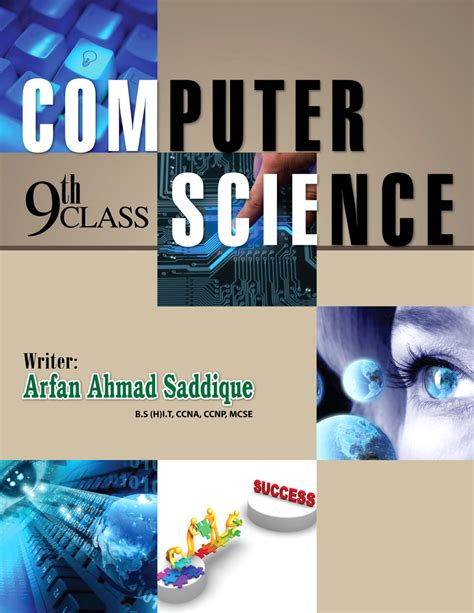 COMPUTER
9th CLASS
SCIENCE
Writer:
Arfan Ahmad Saddique
B.S (H)I.T, CCNA, CCNP, MCSE
SUCCESS